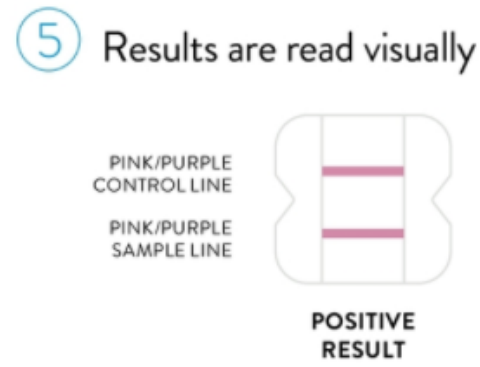 5 Results are read visually
PINK/PURPLE
CONTROL LINE
PINK/PURPLE
SAMPLE LINE
POSITIVE
RESULT